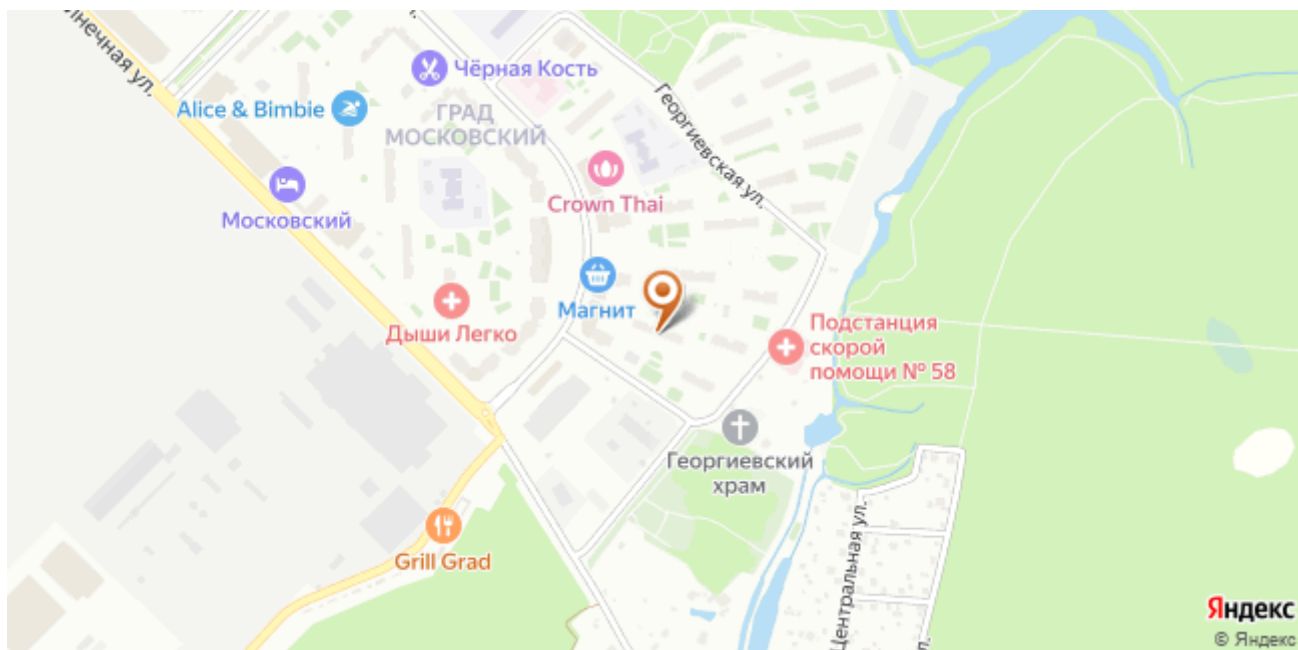 нечная ул.
л.
Чёрная Кость
Alice & Bimbie
ГРАД
МОСКОВСКИЙ
Георгиевская ул.
Crown Thai
Московский
Магнит
Дыши Легко
Подстанция
скорой
помощи № 58
Георгиевский
храм
Центральная ул.
Grill Grad
ул.
Яндекс
© Яндекс